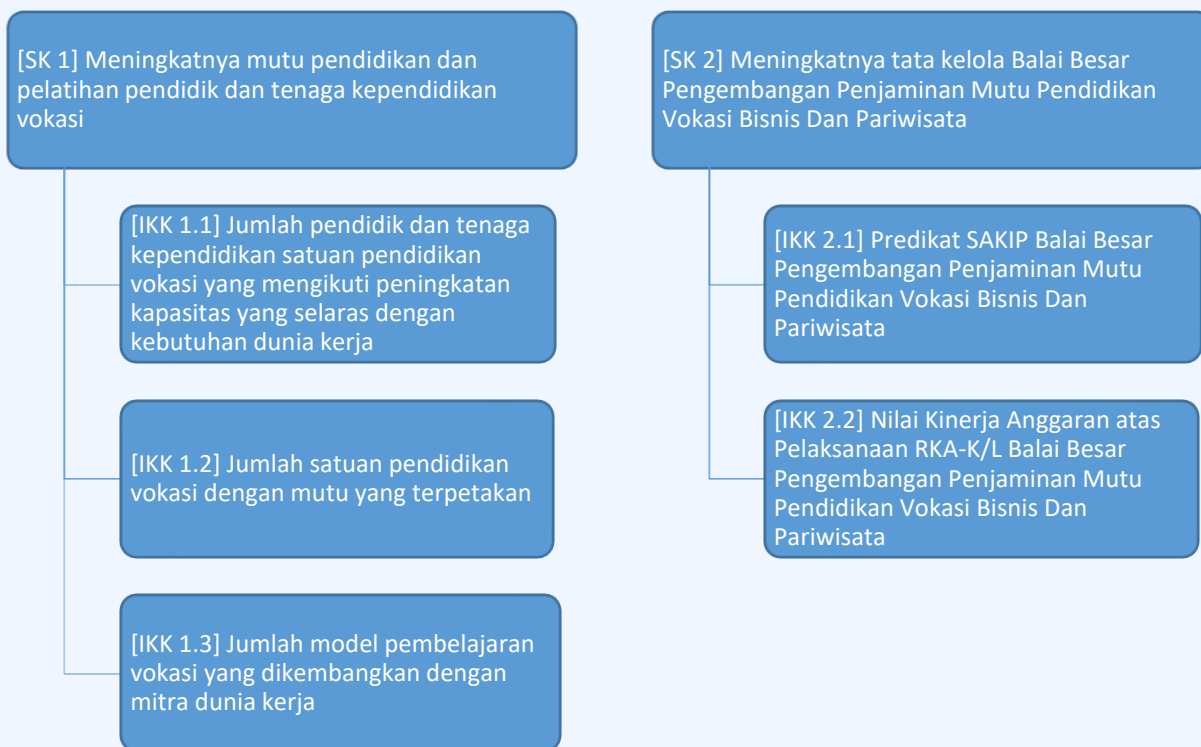 [SK 1] Meningkatnya mutu pendidikan dan
pelatihan pendidik dan tenaga kependidikan
vokasi
[IKK 1.1] Jumlah pendidik dan tenaga
kependidikan satuan pendidikan
vokasi yang mengikuti peningkatan
kapasitas yang selaras dengan
kebutuhan dunia kerja
[IKK 1.2] Jumlah satuan pendidikan
vokasi dengan mutu yang terpetakan
[IKK 1.3] Jumlah model pembelajaran
vokasi yang dikembangkan dengan
mitra dunia kerja
[SK 2] Meningkatnya tata kelola Balai Besar
Pengembangan Penjaminan Mutu Pendidikan
Vokasi Bisnis Dan Pariwisata
[IKK 2.1] Predikat SAKIP Balai Besar
Pengembangan Penjaminan Mutu
Pendidikan Vokasi Bisnis Dan
Pariwisata
[IKK 2.2] Nilai Kinerja Anggaran atas
Pelaksanaan RKA-K/L Balai Besar
Pengembangan Penjaminan Mutu
Pendidikan Vokasi Bisnis Dan
Pariwisata